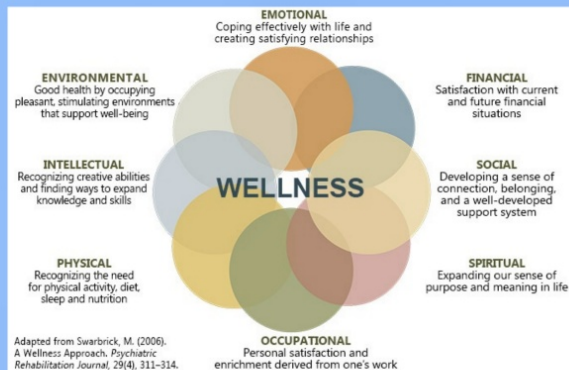 EMOTIONAL
Coping effectively with life and
creating satisfying relationships
ENVIRONMENTAL
Good health by occupying
pleasant, stimulating environments
that support well-being
FINANCIAL
Satisfaction with current
and future financial
situations
INTELLECTUAL
Recognizing creative abilities
and finding ways to expand
knowledge and skills
WELLNESS
SOCIAL
Developing a sense of
connection, belonging,
and a well-developed
support system
PHYSICAL
Recognizing the need
for physical activity, diet,
sleep and nutrition
SPIRITUAL
Expanding our sense of
purpose and meaning in life
OCCUPATIONAL
Personal satisfaction and
enrichment derived from one's work
Adapted from Swarbrick, M. (2006).
A Wellness Approach. Psychiatric
Rehabilitation Journal, 29(4), 311–314.